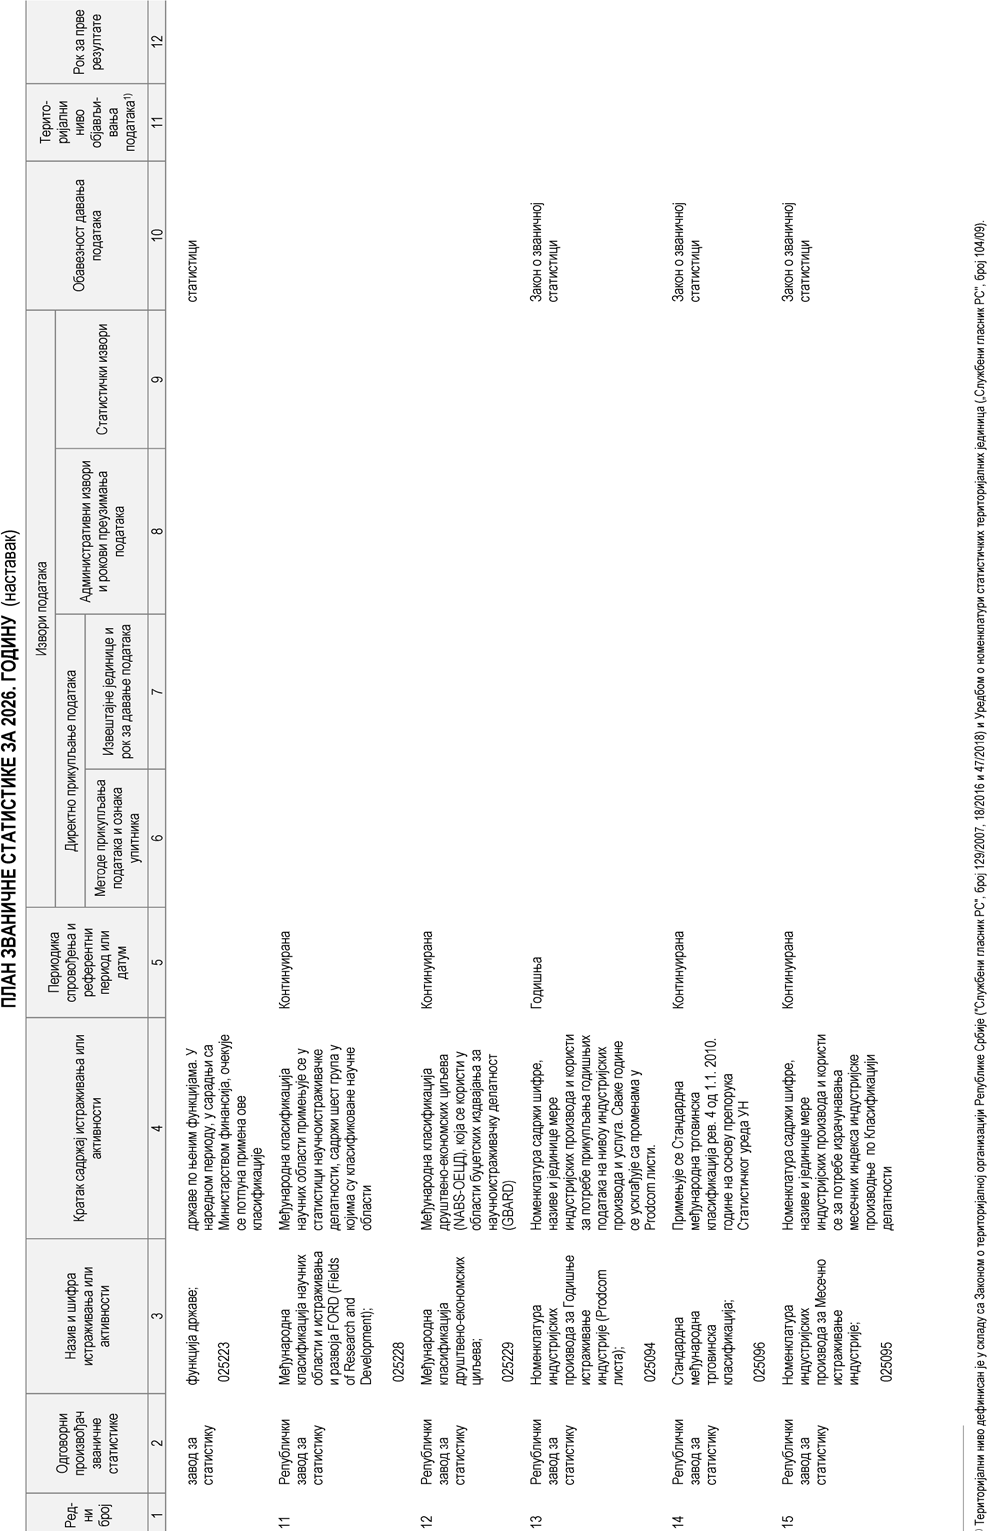 ПЛАН ЗВАНИЧНЕ СТАТИСТИКЕ ЗА 2026. ГОДИНУ (наставак)
Ред-
ни
број
Одговорни
произвођач
званичне
статистике
Назив и шифра
истраживања или
активности
Кратак садржај истраживања или
активности
Периодика
спровођења и
референтни
период или
датум
Извори података
Директно прикупљање података
Методе прикупљања
података и ознака
упитника
Извештајне јединице и
рок за давање података
Административни извори
и рокови преузимања
података
Статистички извори
Обавезност давања
података
Терито-
ријални
ниво
објављи-
вања
података1)
Рок за прве
резултате
1 2 3 4 5 6 7 8 9 10 11 12
завод за
статистику
функција државе;
025223
државе по њеним функцијама. У
наредном периоду, у сарадњи са
Министарством финансија, очекује
се потпуна примена ове
класификације
статистици
11
Републички
завод за
статистику
Међународна
класификација научних
области и истраживања
и развоја FORD (Fields
of Research and
Development);
025228
Међународна класификација
научних области примењује се у
статистици научноистраживачке
делатности, садржи шест група у
којима су класификоване научне
области
Континуирана
12
Републички
завод за
статистику
Међународна
класификација
друштвено-економских
циљева;
025229
Међународна класификација
друштвено-економских циљева
(NABS-ОЕЦД), која се користи у
области буџетских издвајања за
научноистраживачку делатност
(GBARD)
Континуирана
13
Републички
завод за
статистику
Номенклатура
индустријских
производа за Годишње
истраживање
индустрије (Prodcom
листа);
025094
Номенклатура садржи шифре,
називе и јединице мере
индустријских производа и користи
за потребе прикупљања годишњих
података на нивоу индустријских
производа и услуга. Сваке године
се усклађује са променама у
Prodcom листи.
Годишња
Закон о званичној
статистици
14
Републички
завод за
статистику
Стандардна
међународна
трговинска
класификација;
025096
Примењује се Стандардна
међународна трговинска
класификација рев. 4 од 1.1. 2010.
године на основу препорука
Статистичког уреда УН
Континуирана
Закон о званичној
статистици
15
Републички
завод за
статистику
Номенклатура
индустријских
производа за Месечно
истраживање
индустрије;
025095
Номенклатура садржи шифре,
називе и јединице мере
индустријских производа и користи
се за потребе израчунавања
месечних индекса индустријске
производње по Класификацији
делатности
Континуирана
Закон о званичној
статистици
) Територијални ниво дефинисан је у складу са Законом о територијалној организацији Републике Србије ("Службени гласник РС", број 129/2007, 18/2016 и 47/2018) и Уредбом о номенклатури статистичких територијалних јединица („Службени гласник РС", број 104/09).